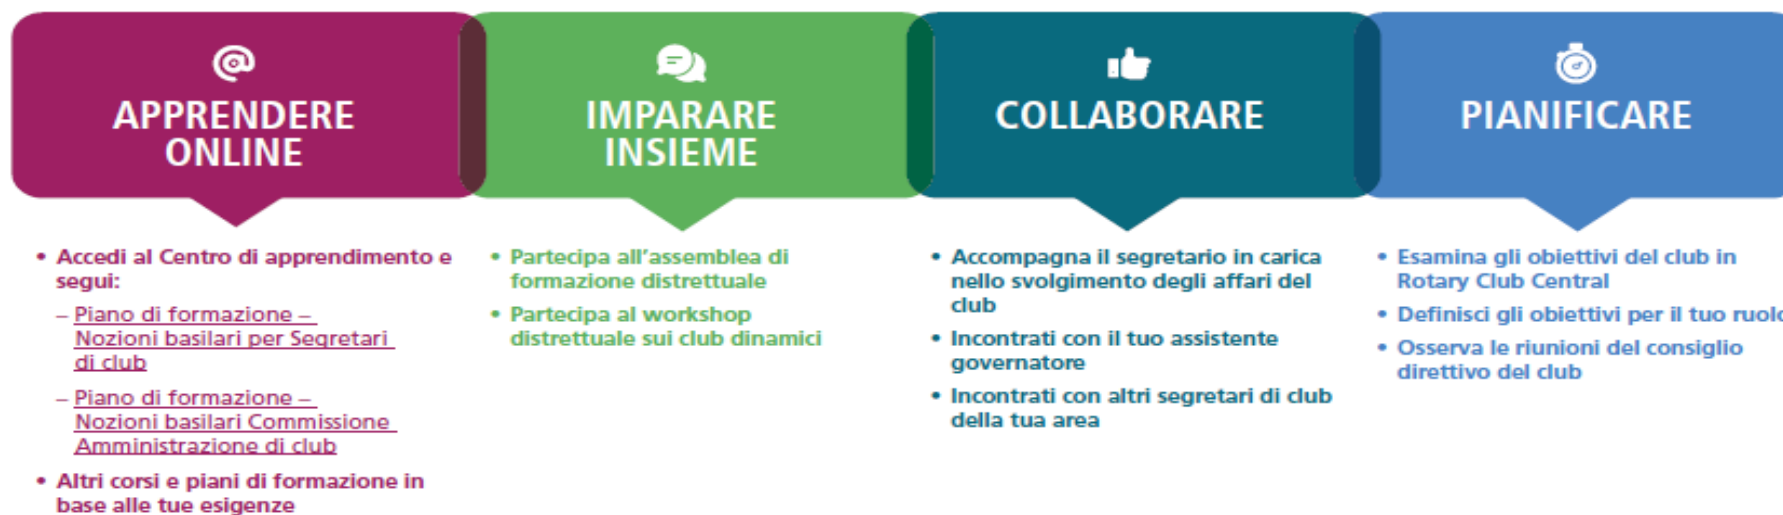 APPRENDERE
ONLINE
• Accedi al Centro di apprendimento e
segui:
– Piano di formazione –
Nozioni basilari per Segretari
di club
– Piano di formazione –
Nozioni basilari Commissione
Amministrazione di club
• Altri corsi e piani di formazione in
base alle tue esigenze
IMPARARE
INSIEME
• Partecipa all'assemblea di
formazione distrettuale
• Partecipa al workshop
distrettuale sui club dinamici
COLLABORARE
• Accompagna il segretario in carica
nello svolgimento degli affari del
club
• Incontrati con il tuo assistente
governatore
• Incontrati con altri segretari di club
della tua area
PIANIFICARE
• Esamina gli obiettivi del club in
Rotary Club Central
• Definisci gli obiettivi per il tuo ruolo
• Osserva le riunioni del consiglio
direttivo del club